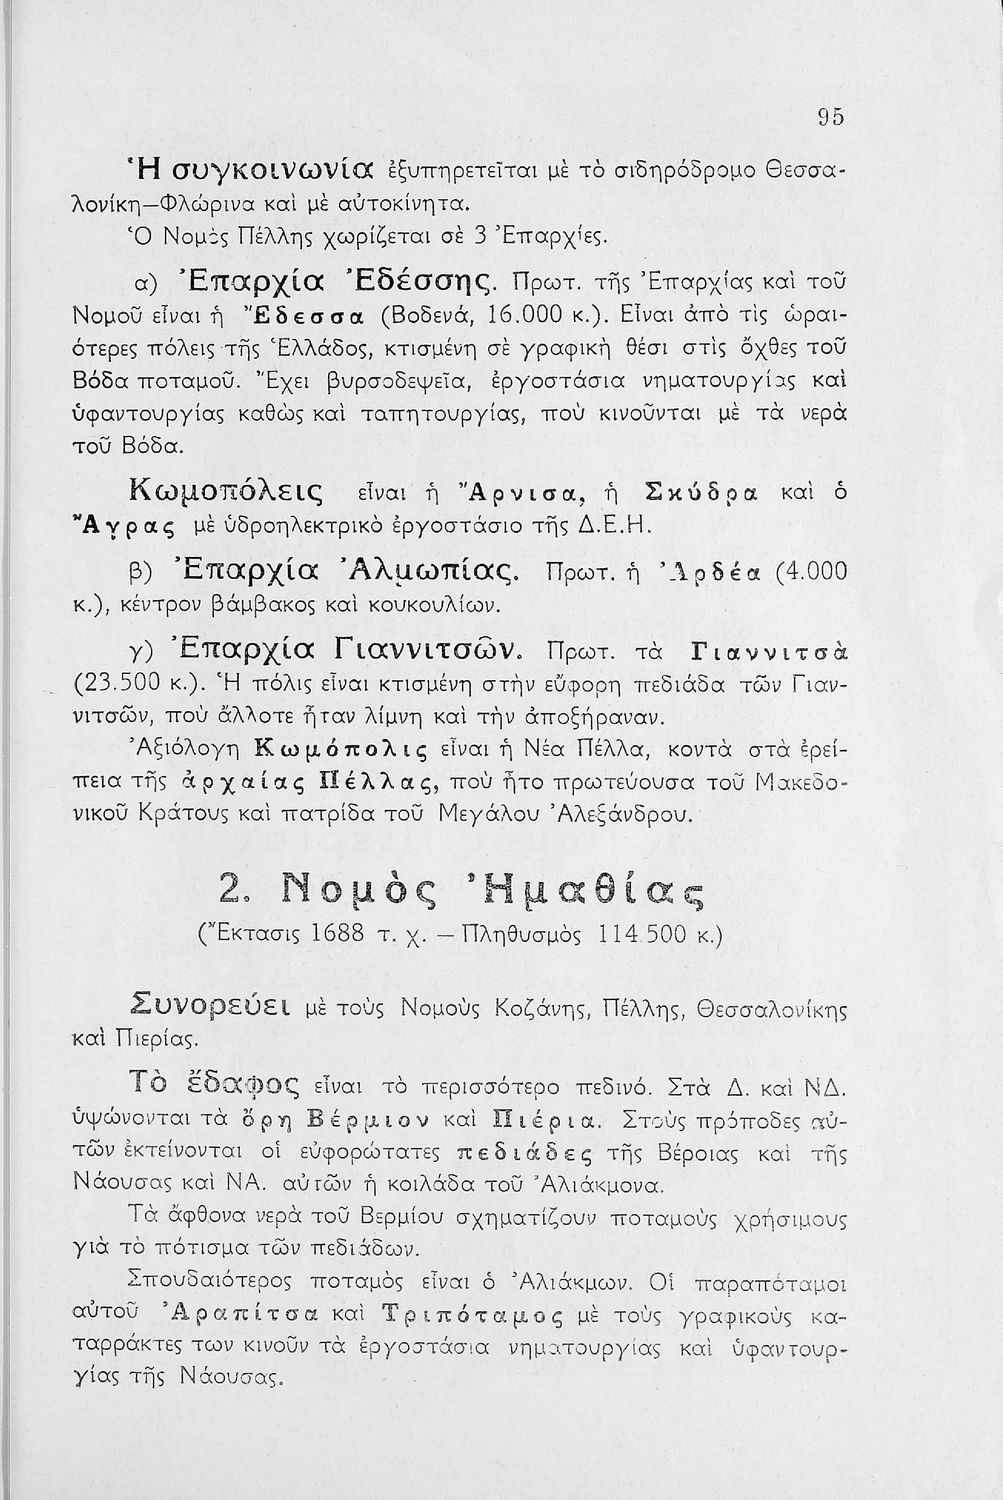 95
Ἡ συγκοινωνία ἐξυπηρετεῖται μὲ τὸ σιδηρόδρομο Θεσσα-
λονίκη—Φλώρινα καὶ μὲ αὐτοκίνητα.
Ὁ Νομὸς Πέλλης χωρίζεται σὲ 3 Ἐπαρχίες.
α) Ἐπαρχία Ἐδέσσης. Πρωτ. τῆς Ἐπαρχίας καὶ τοῦ
Νομοῦ εἶναι ἡ Ἔδεσσα (Βοδενά, 16.000 κ.). Εἶναι ἀπὸ τὶς ὡραι-
ότερες πόλεις τῆς Ἑλλάδος, κτισμένη σὲ γραφικὴ θέσι στὶς ὄχθες τοῦ
Βόδα ποταμοῦ. Ἔχει βυρσοδεψεῖα, ἐργοστάσια νηματουργίας καὶ
ὑφαντουργίας καθὼς καὶ ταπητουργίας, ποὺ κινοῦνται μὲ τὰ νερὰ
τοῦ Βόδα.
Κωμοπόλεις εἶναι ἡ Ἄρνισα, ἡ Σκύδρα καὶ ὁ
Ἄγρας μὲ ὑδροηλεκτρικὸ ἐργοστάσιο τῆς Δ.Ε.Η.
β) Ἐπαρχία Ἀλμωπίας. Πρωτ. ἡ Ἀρδέα (4.000
κ.), κέντρον βάμβακος καὶ κουκουλίων.
γ) Ἐπαρχία Γιαννιτσῶν. Πρωτ. τὰ Γιαννιτσὰ
(23.500 κ.). Ἡ πόλις εἶναι κτισμένη στὴν εὔφορη πεδιάδα τῶν Γιαν-
νιτσῶν, ποὺ ἄλλοτε ἦταν λίμνη καὶ τὴν ἀποξήραναν.
Ἀξιόλογη Κωμόπολις εἶναι ἡ Νέα Πέλλα, κοντὰ στὰ ἐρεί-
πεια τῆς ἀρχαίας Πέλλας, ποὺ ἦτο πρωτεύουσα τοῦ Μακεδο-
νικοῦ Κράτους καὶ πατρίδα τοῦ Μεγάλου Ἀλεξάνδρου.
2. Νομὸς Ἠμαθίας
(Ἔκτασις 1688 τ. χ. — Πληθυσμὸς 114.500 κ.)
Συνορεύει μὲ τοὺς Νομοὺς Κοζάνης, Πέλλης, Θεσσαλονίκης
καὶ Πιερίας.
Τὸ ἔδαφος εἶναι τὸ περισσότερο πεδινό. Στὰ Δ. καὶ ΝΔ.
ὑψώνονται τὰ ὄρη Βέρμιον καὶ Πιέρια. Στοὺς πρόποδες αὐ-
τῶν ἐκτείνονται οἱ εὐφορώτατες πεδιάδες τῆς Βέροιας καὶ τῆς
Νάουσας καὶ ΝΑ. αὐτῶν ἡ κοιλάδα τοῦ Ἀλιάκμονα.
Τὰ ἄφθονα νερὰ τοῦ Βερμίου σχηματίζουν ποταμοὺς χρήσιμους
γιὰ τὸ πότισμα τῶν πεδιάδων.
Σπουδαιότερος ποταμὸς εἶναι ὁ Ἀλιάκμων. Οἱ παραπόταμοι
αὐτοῦ Ἀραπίτσα καὶ Τριπόταμος μὲ τοὺς γραφικοὺς κα-
ταρράκτες των κινοῦν τὰ ἐργοστάσια νηματουργίας καὶ ὑφαντουρ-
γίας τῆς Νάουσας.